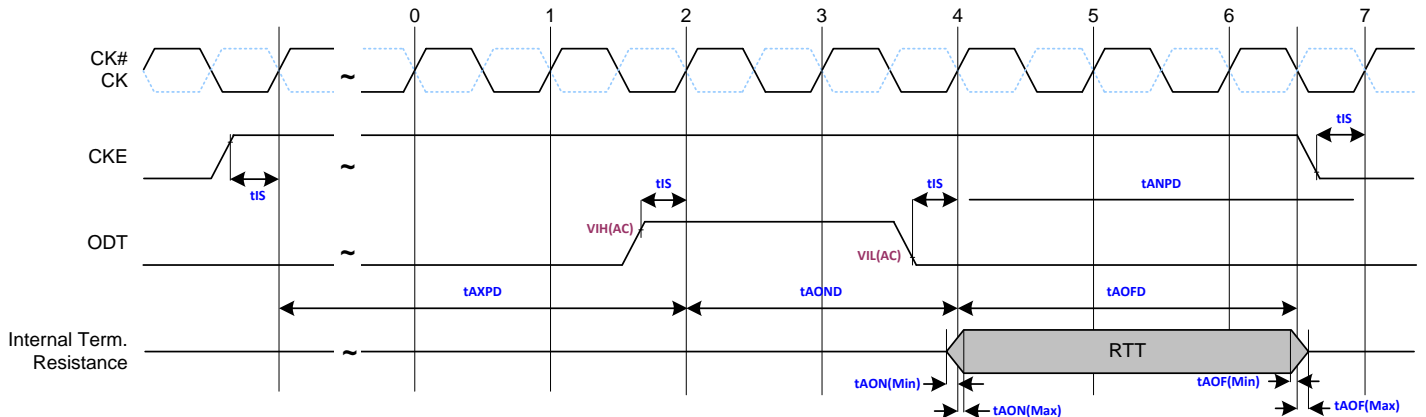 0 1 2 3 4 5 6 7
CK#
CK
~
CKE
~
tIS
tIS
tIS
tIS
tANPD
ODT
~
VIH(AC)
VIL(AC)
tAXPD
tAOND
tAOFD
Internal Term.
Resistance
~
RTT
tAON(Min)
tAOF(Min)
tAON(Max)
tAOF(Max)